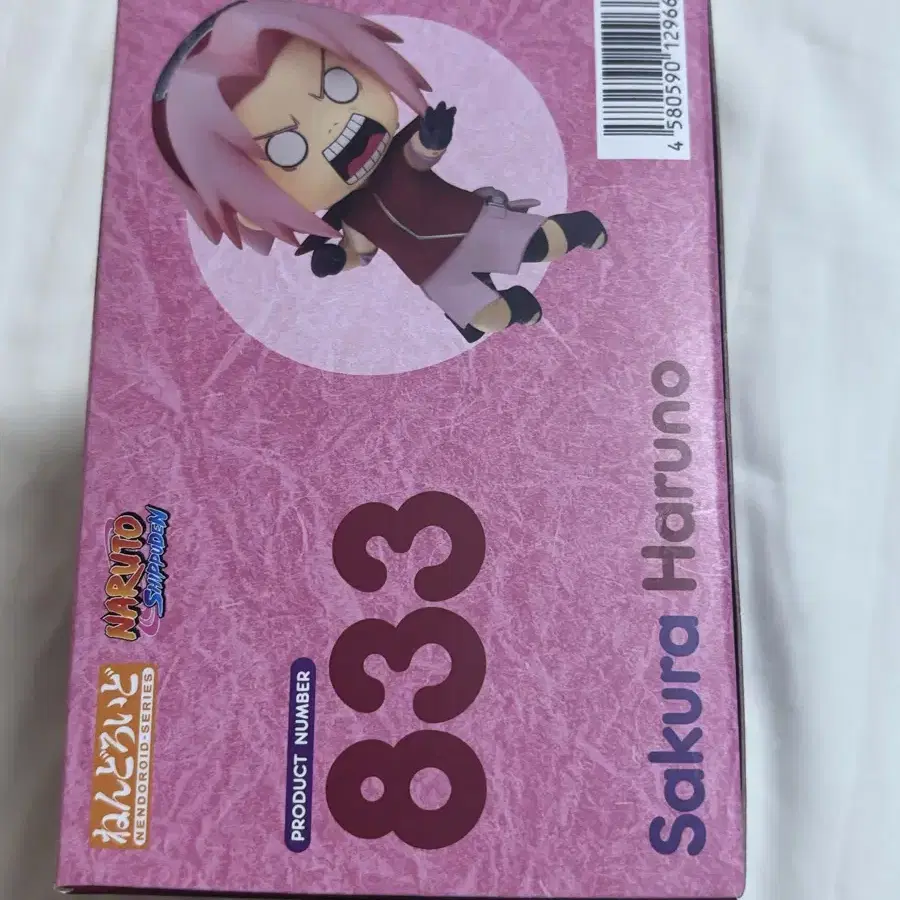 ねんどろいど
NENDOROID·SERIES
NARUTO
SHIPPUDEN
PRODUCT NUMBER
833
Sakura Haruno
4 580590 12966